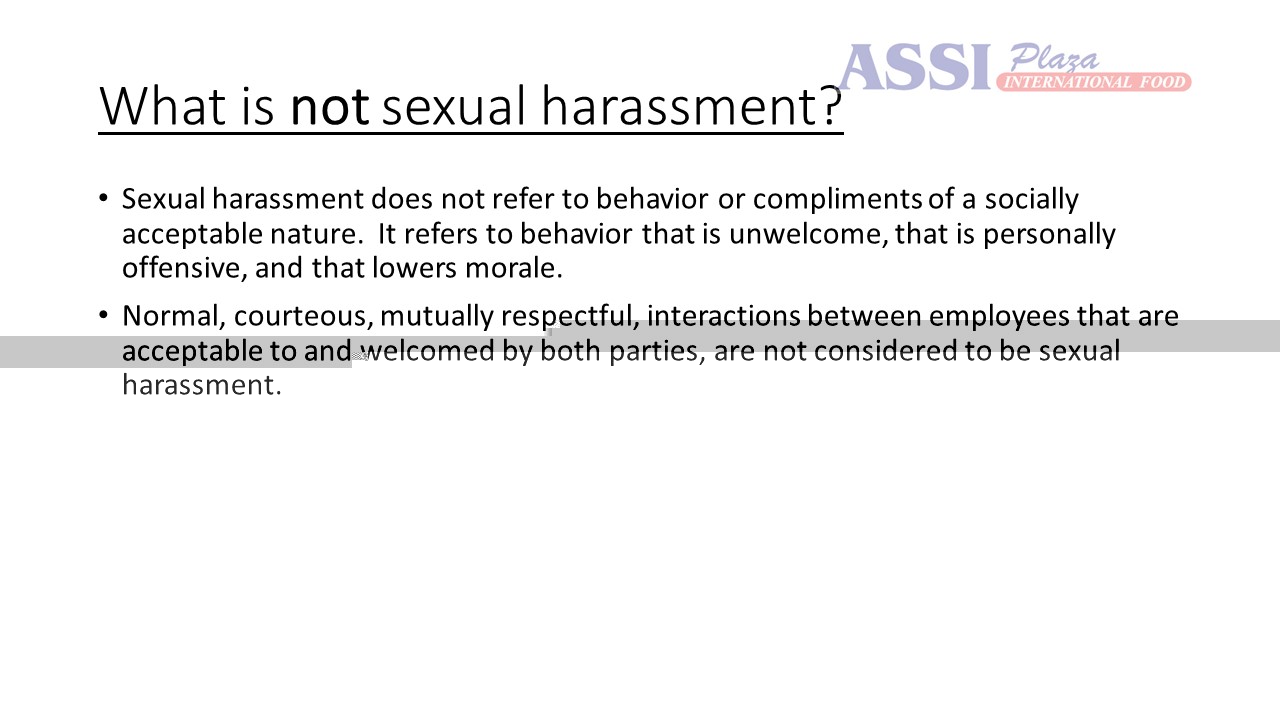 ASSI Plaza
INTERNATIONAL FOOD
What is not sexual harassment?
• Sexual harassment does not refer to behavior or compliments of a socially
acceptable nature.  It refers to behavior that is unwelcome, that is personally
offensive, and that lowers morale.
• Normal, courteous, mutually respectful, interactions between employees that are
acceptable to and welcomed by both parties, are not considered to be sexual
harassment.